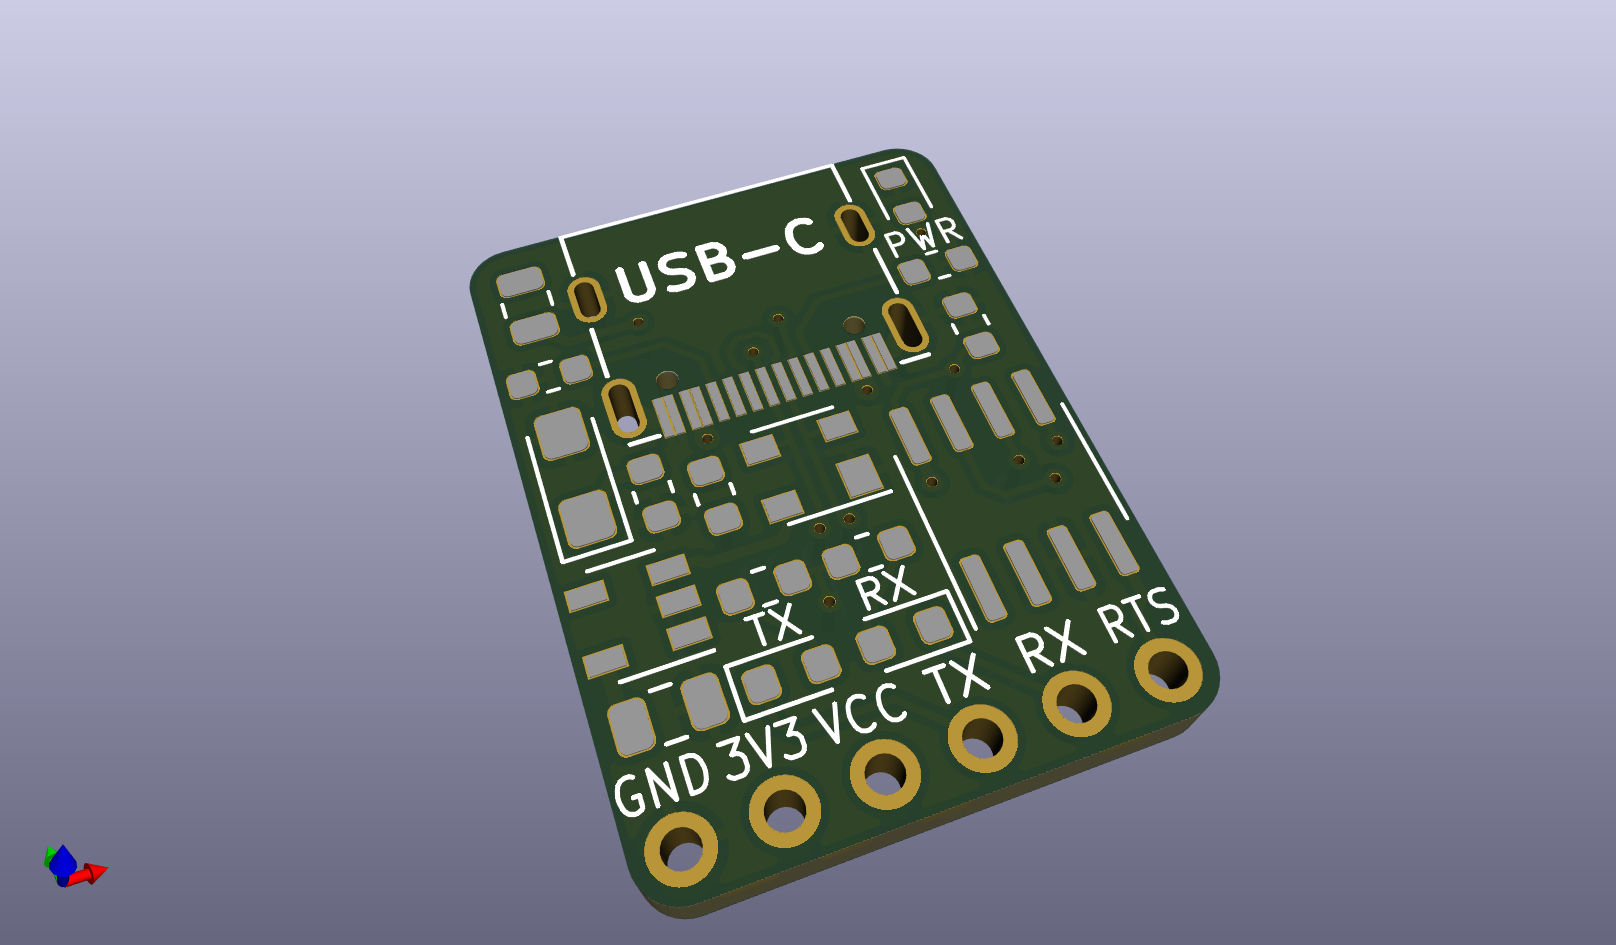 USB-C
PWR
TX
RX
GND 3V3 VCC TX RX RTS